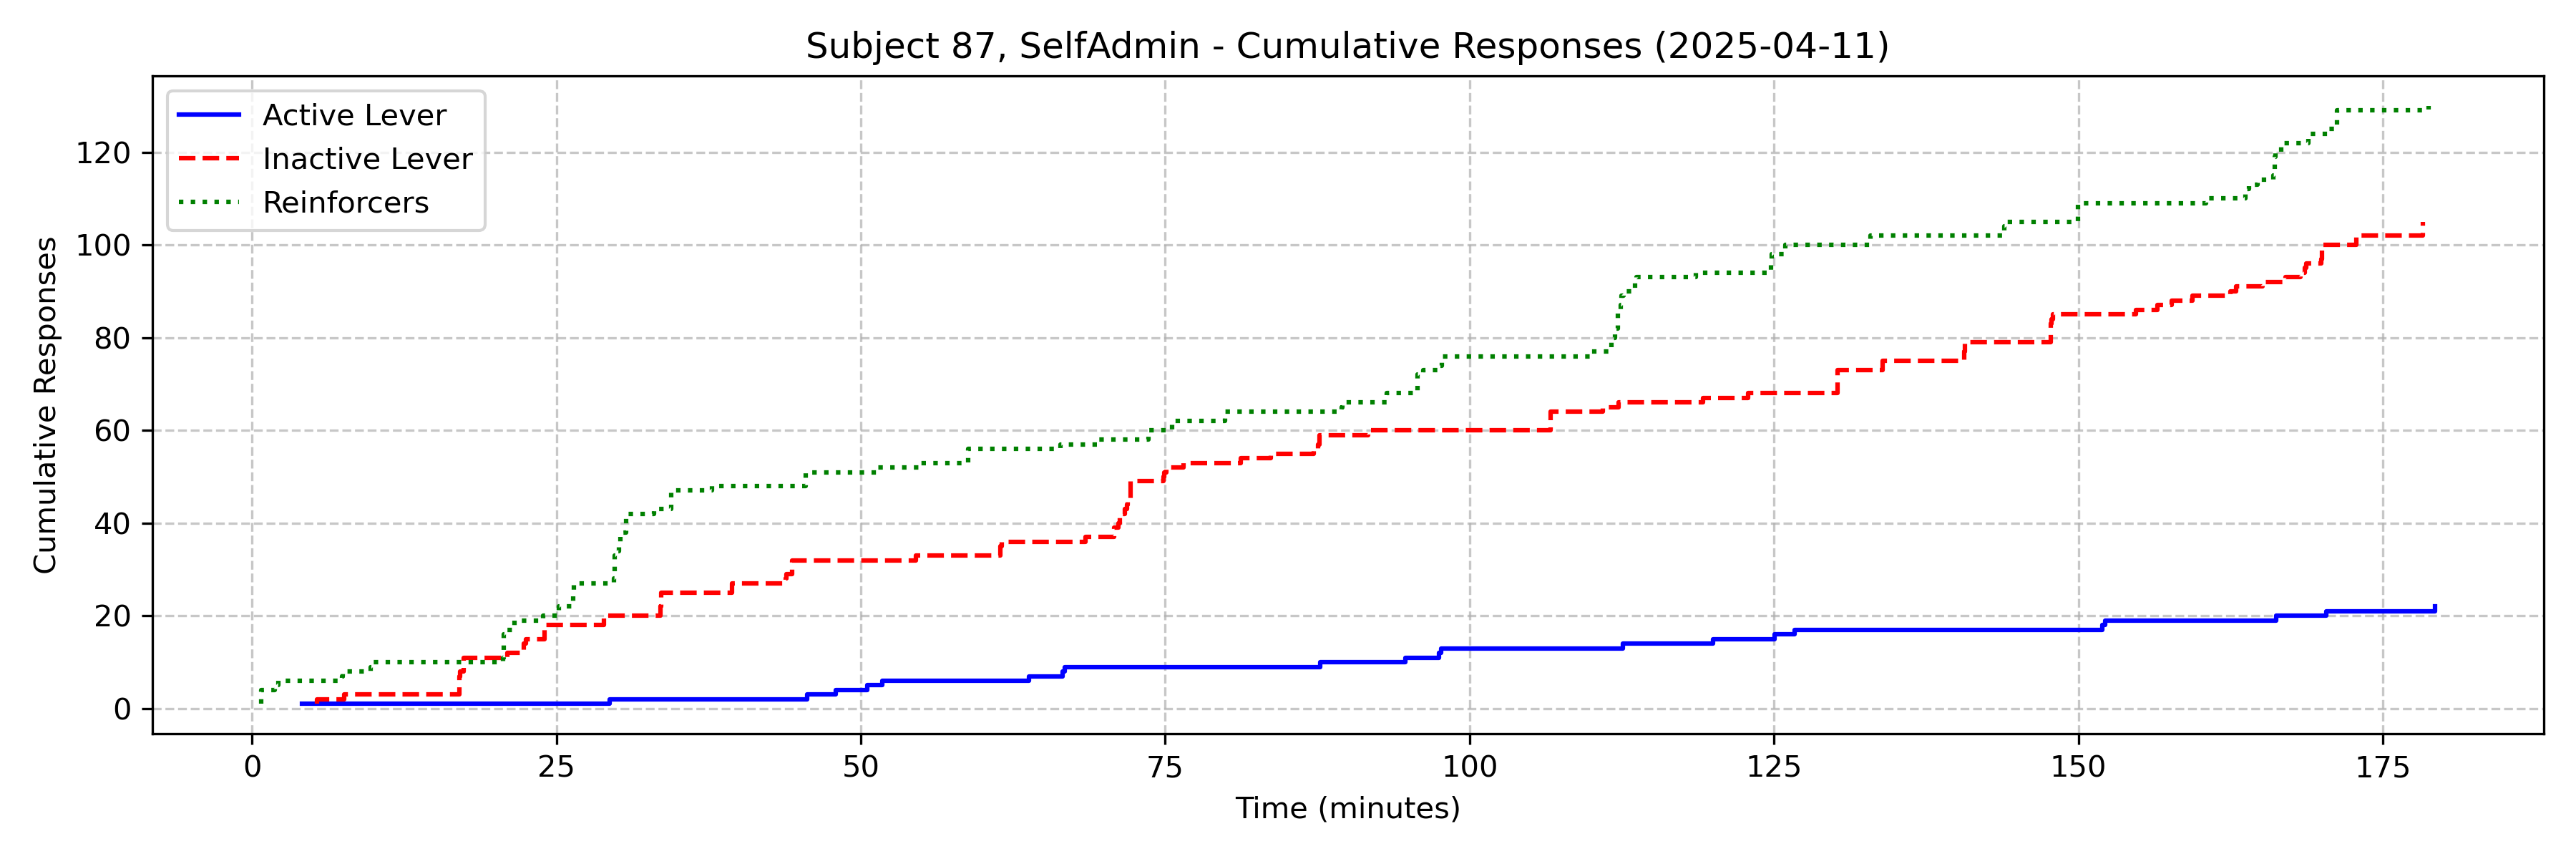 Subject 87, SelfAdmin - Cumulative Responses (2025-04-11)
Active Lever
Inactive Lever
Reinforcers
Cumulative Responses
120
100
80
60
40
20
0
0 25 50 75 100 125 150 175
Time (minutes)